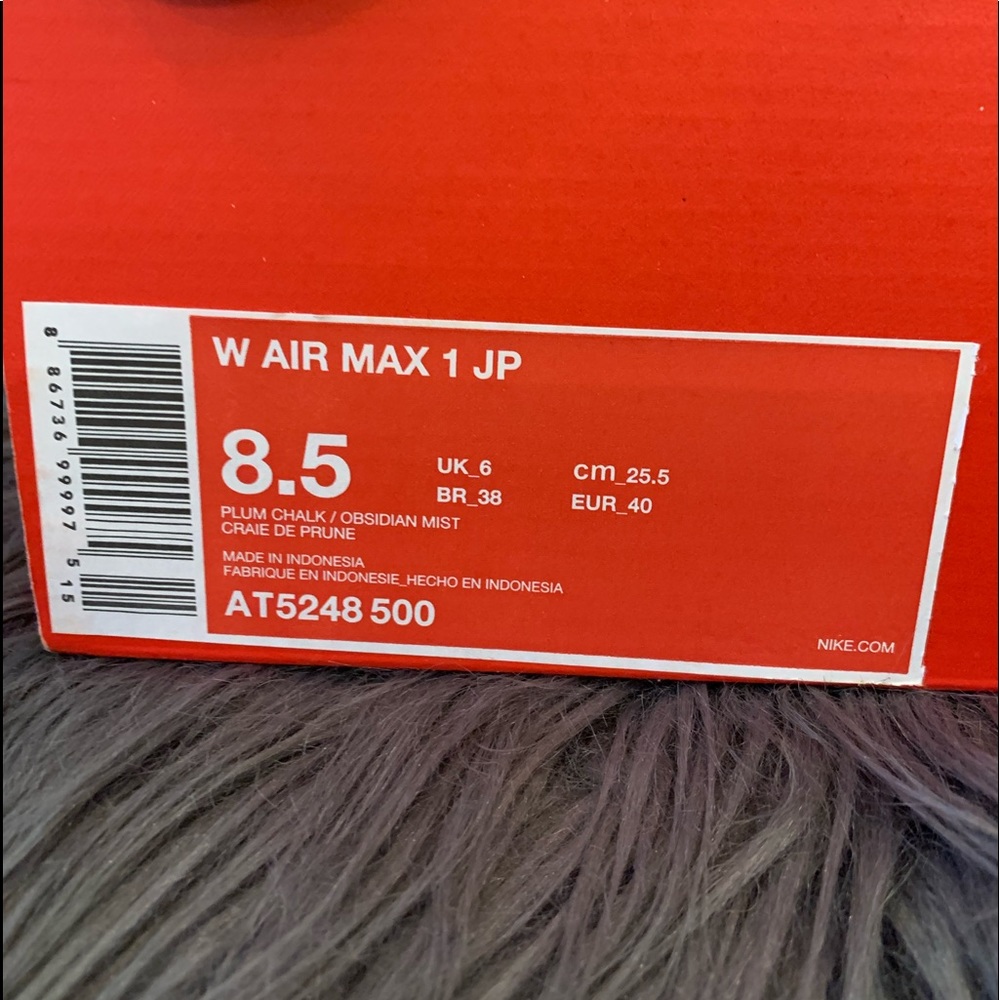 8 86736 99997 5 15
W AIR MAX 1 JP
8.5
UK_6
cm_25.5
BR_38
EUR_40
PLUM CHALK / OBSIDIAN MIST
CRAIE DE PRUNE
MADE IN INDONESIA
FABRIQUE EN INDONESIE_HECHO EN INDONESIA
AT5248 500
NIKE.COM